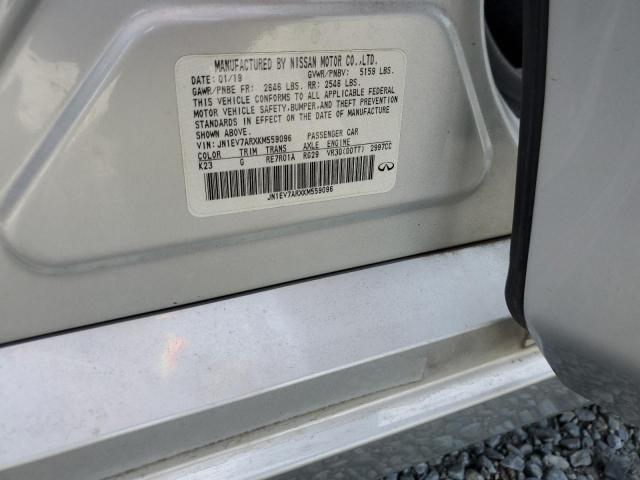 MANUFACTURED BY NISSAN MOTOR CO.,LTD.
DATE: 01/19 GVWR/PNBV: 5159 LBS.
GAWR/PNBE FR: 2646 LBS. RR: 2546 LBS.
THIS VEHICLE CONFORMS TO ALL APPLICABLE FEDERAL
MOTOR VEHICLE SAFETY,BUMPER,AND THEFT PREVENTION
STANDARDS IN EFFECT ON THE DATE OF MANUFACTURE
SHOWN ABOVE.
VIN: JN1EV7ARXKM559096 PASSENGER CAR
COLOR TRIM TRANS AXLE ENGINE
K23 G RE7R01A RG29 VR30(DDTT) 2997CC
JN1EV7ARXKM559096